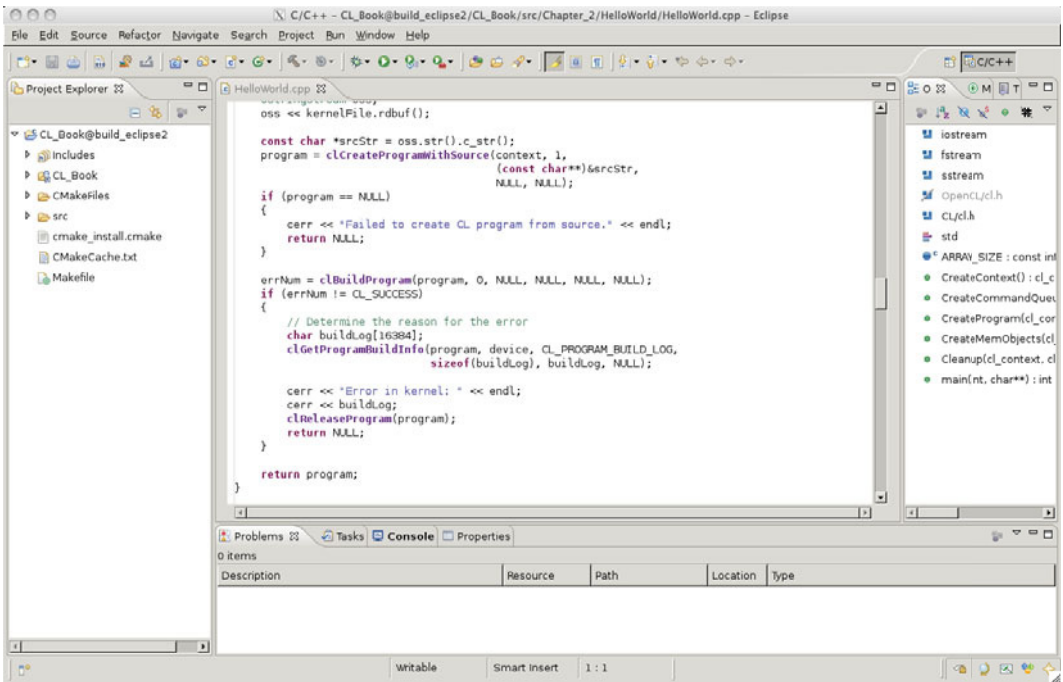 C/C++ - CL_Book@build_eclipse2/CL_Book/src/Chapter_2/HelloWorld/HelloWorld.cpp - Eclipse
File Edit Source Refactor Navigate Search Project Run Window Help
C/C++
Project Explorer
CL_Book@build_eclipse2
Includes
CL_Book
CMakeFiles
src
cmake_install.cmake
CMakeCache.txt
Makefile
HelloWorld.cpp
oss << kernelFile.rdbuf();
const char *srcStr = oss.str().c_str();
program = clCreateProgramWithSource(context, 1,
(const char**)&srcStr,
NULL, NULL);
if (program == NULL)
{
cerr << "Failed to create CL program from source." << endl;
return NULL;
}
errNum = clBuildProgram(program, 0, NULL, NULL, NULL, NULL);
if (errNum != CL_SUCCESS)
{
// Determine the reason for the error
char buildLog[16384];
clGetProgramBuildInfo(program, device, CL_PROGRAM_BUILD_LOG,
sizeof(buildLog), buildLog, NULL);
cerr << "Error in kernel: " << endl;
cerr << buildLog;
clReleaseProgram(program);
return NULL;
}
return program;
}
O M T
iostream
fstream
sstream
OpenCL/cl.h
CL/cl.h
std
ARRAY_SIZE : const int
CreateContext() : cl_c
CreateCommandQueu
CreateProgram(cl_cor
CreateMemObjects(cl_
Cleanup(cl_context, cl
main(int, char**) : int
Problems Tasks Console Properties
0 items
Description Resource Path Location Type
Writable Smart Insert 1 : 1